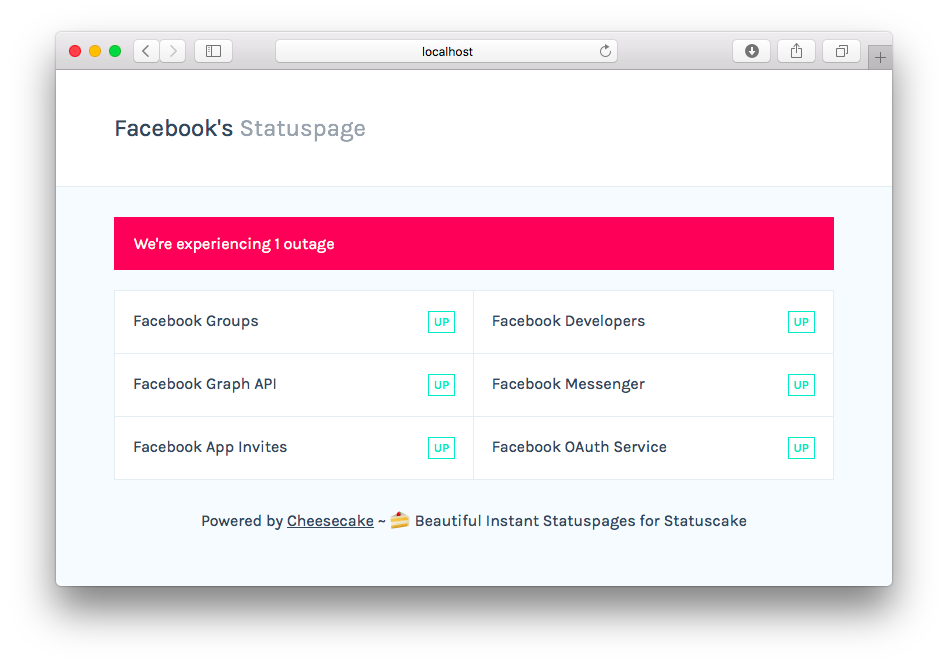 localhost
Facebook's Statuspage
We're experiencing 1 outage
Facebook Groups UP
Facebook Developers UP
Facebook Graph API UP
Facebook Messenger UP
Facebook App Invites UP
Facebook OAuth Service UP
Powered by Cheesecake ~ 🍰 Beautiful Instant Statuspages for Statuscake